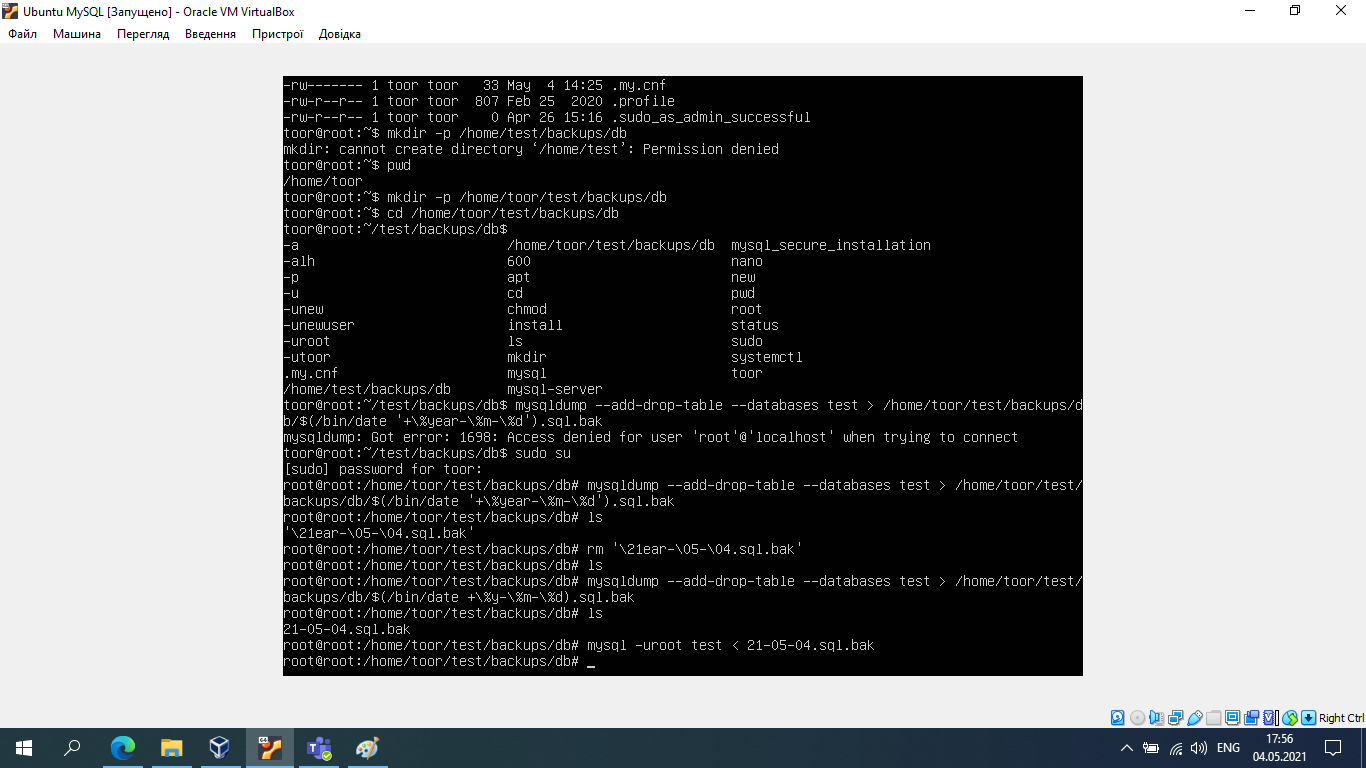 Ubuntu MySQL [Запущено] - Oracle VM VirtualBox
Файл Машина Перегляд Введення Пристрої Довідка
-rw------- 1 toor toor   33 May  4 14:25 .my.cnf
-rw-r--r-- 1 toor toor  807 Feb 25  2020 .profile
-rw-r--r-- 1 toor toor    0 Apr 26 15:16 .sudo_as_admin_successful
toor@root:~$ mkdir -p /home/test/backups/db
mkdir: cannot create directory ‘/home/test’: Permission denied
toor@root:~$ pwd
/home/toor
toor@root:~$ mkdir -p /home/toor/test/backups/db
toor@root:~$ cd /home/toor/test/backups/db
toor@root:~/test/backups/db$
-a /home/toor/test/backups/db mysql_secure_installation
-alh 600 nano
-p apt new
-u cd pwd
-unew chmod root
-unewuser install status
-uroot ls sudo
-utoor mkdir systemctl
.my.cnf mysql toor
/home/test/backups/db mysql-server
toor@root:~/test/backups/db$ mysqldump --add-drop-table --databases test > /home/toor/test/backups/d
b/$(/bin/date '+\%year-\%m-\%d').sql.bak
mysqldump: Got error: 1698: Access denied for user 'root'@'localhost' when trying to connect
toor@root:~/test/backups/db$ sudo su
[sudo] password for toor:
root@root:/home/toor/test/backups/db# mysqldump --add-drop-table --databases test > /home/toor/test/
backups/db/$(/bin/date '+\%year-\%m-\%d').sql.bak
root@root:/home/toor/test/backups/db# ls
'\21ear-\05-\04.sql.bak'
root@root:/home/toor/test/backups/db# rm '\21ear-\05-\04.sql.bak'
root@root:/home/toor/test/backups/db# ls
root@root:/home/toor/test/backups/db# mysqldump --add-drop-table --databases test > /home/toor/test/
backups/db/$(/bin/date +\%y-\%m-\%d).sql.bak
root@root:/home/toor/test/backups/db# ls
21-05-04.sql.bak
root@root:/home/toor/test/backups/db# mysql -uroot test < 21-05-04.sql.bak
root@root:/home/toor/test/backups/db# _
Right Ctrl
64
ENG
17:56
04.05.2021